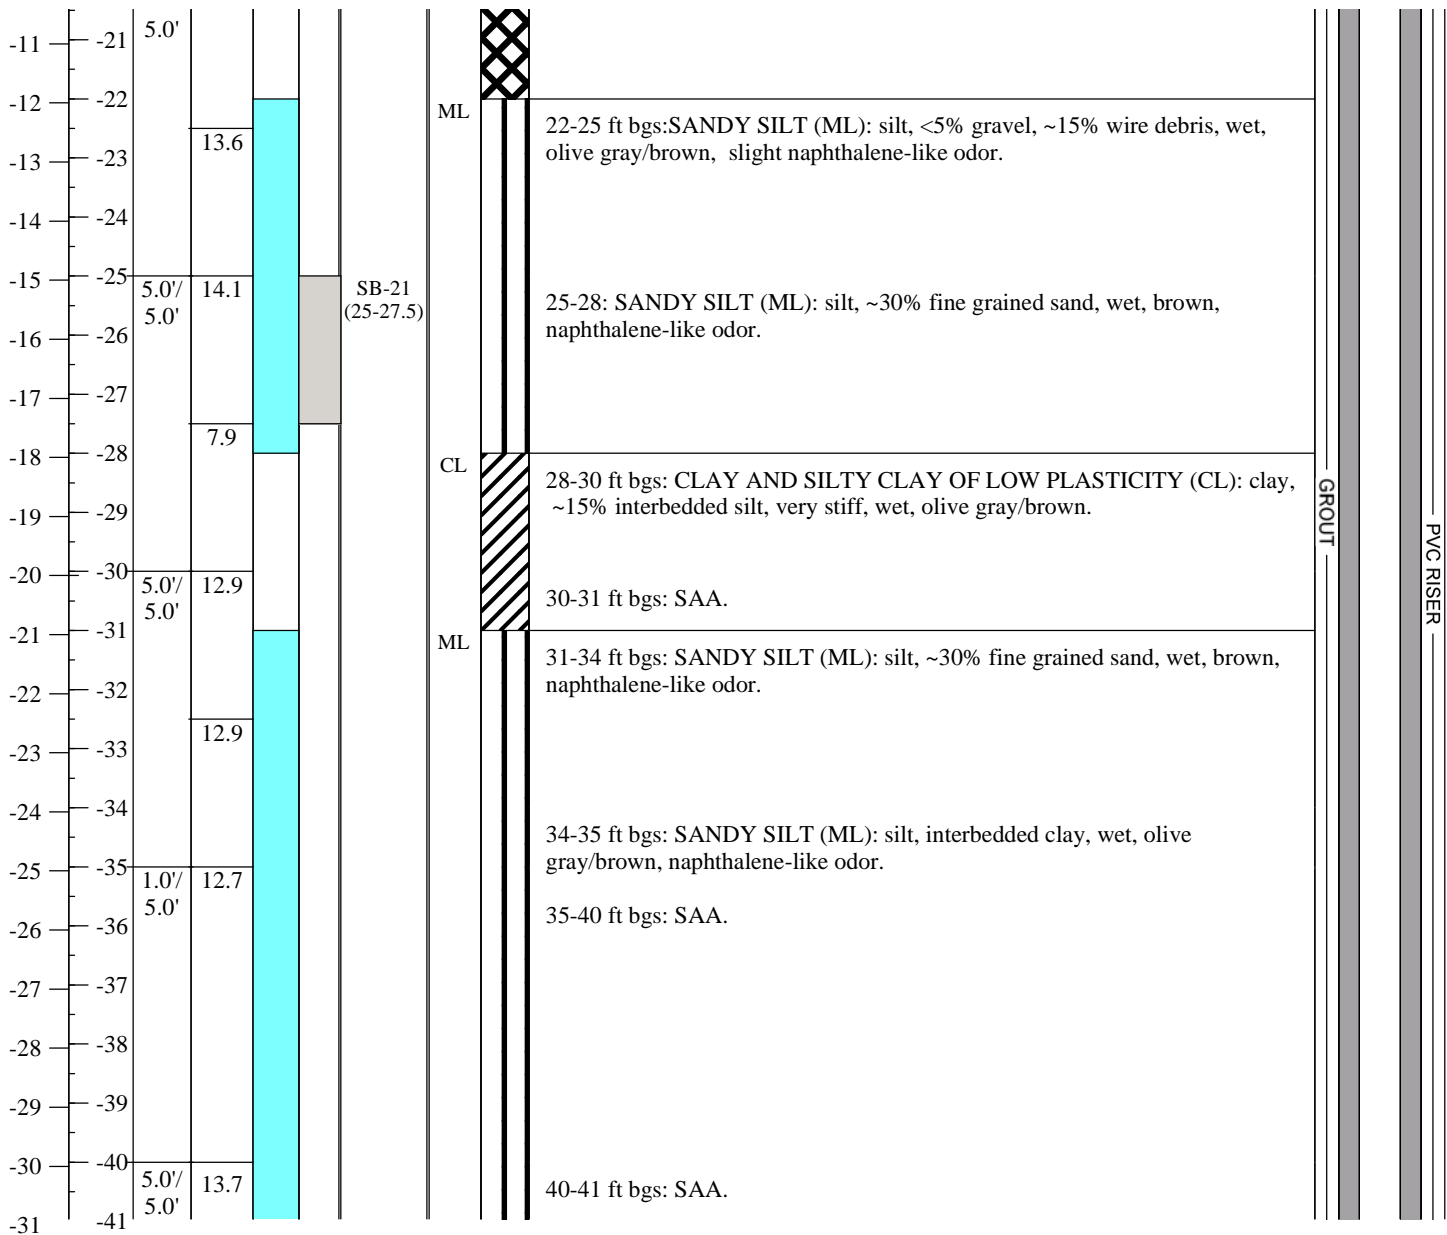 -11 -21 5.0'
-12 -22 ML
22-25 ft bgs:SANDY SILT (ML): silt, <5% gravel, ~15% wire debris, wet,
olive gray/brown, slight naphthalene-like odor.
13.6
-13 -23
-14 -24
-15 -25 5.0'/ 14.1 SB-21
5.0' (25-27.5)
25-28: SANDY SILT (ML): silt, ~30% fine grained sand, wet, brown,
naphthalene-like odor.
-16 -26
-17 -27
7.9
-18 -28 CL
28-30 ft bgs: CLAY AND SILTY CLAY OF LOW PLASTICITY (CL): clay,
~15% interbedded silt, very stiff, wet, olive gray/brown.
GROUT
PVC RISER
-19 -29
-20 -30 5.0'/ 12.9
5.0'
30-31 ft bgs: SAA.
-21 -31 ML
31-34 ft bgs: SANDY SILT (ML): silt, ~30% fine grained sand, wet, brown,
naphthalene-like odor.
-22 -32
12.9
-23 -33
-24 -34
34-35 ft bgs: SANDY SILT (ML): silt, interbedded clay, wet, olive
gray/brown, naphthalene-like odor.
-25 -35 1.0'/ 12.7
5.0'
35-40 ft bgs: SAA.
-26 -36
-27 -37
-28 -38
-29 -39
-30 -40 5.0'/ 13.7
5.0'
40-41 ft bgs: SAA.
-31 -41